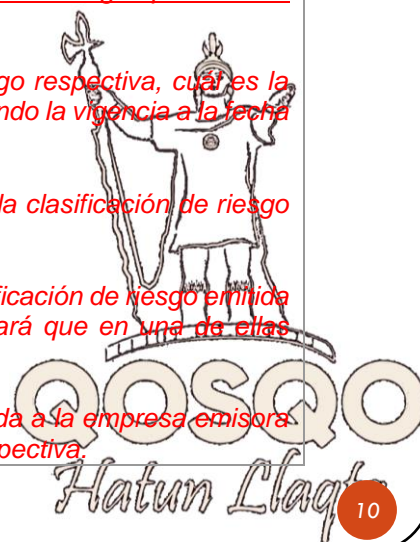 go respectiva, cuál es la
ndo la vigencia a la fecha
la clasificación de riesgo
ficación de riesgo emitida
ará que en una de ellas
da a la empresa emisora
pectiva.
QOSQO
Hatun Llaqta
10